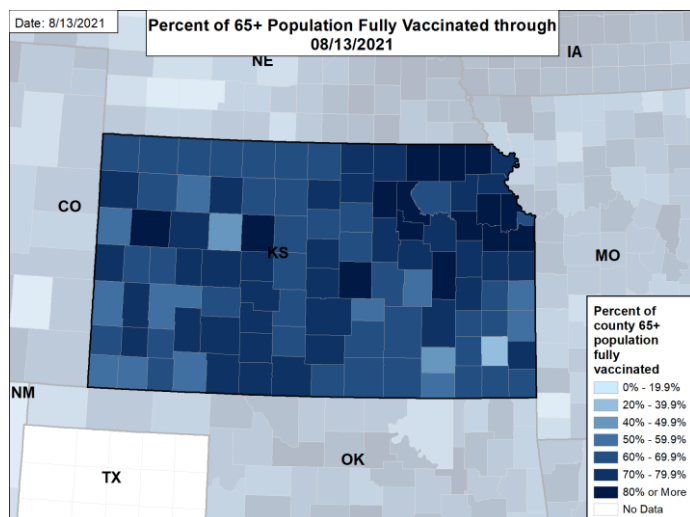 Date: 8/13/2021
Percent of 65+ Population Fully Vaccinated through
08/13/2021
NE
IA
CO
KS
MO
NM
OK
TX
Percent of
county 65+
population
fully
vaccinated
0% - 19.9%
20% - 39.9%
40% - 49.9%
50% - 59.9%
60% - 69.9%
70% - 79.9%
80% or More
No Data